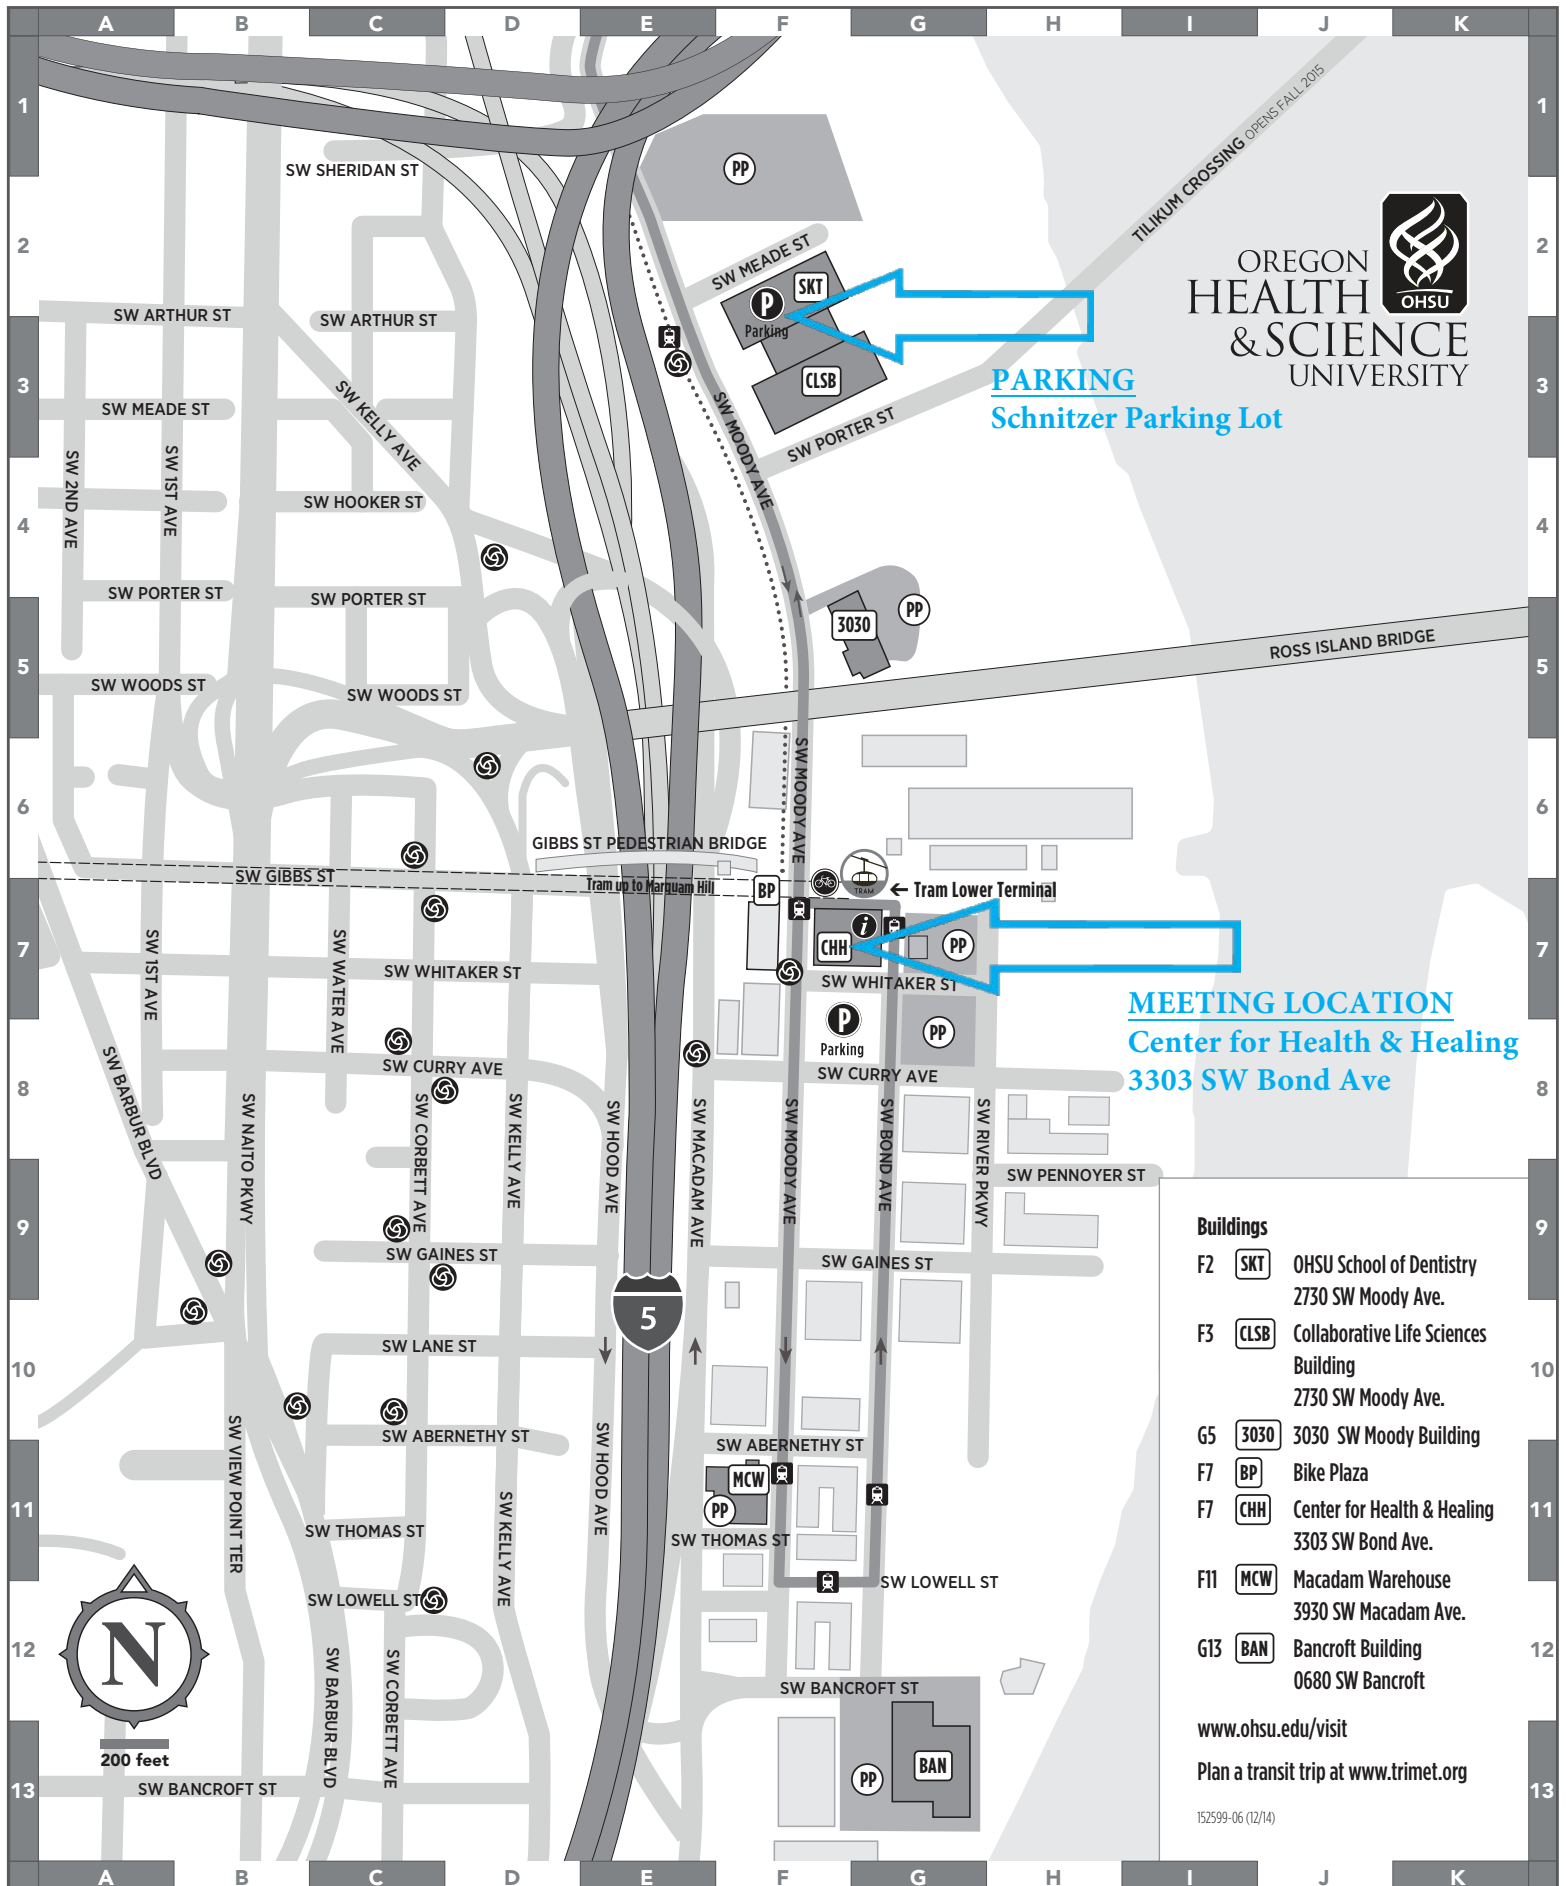 A B C D E F G H I J K
1 1
2 2
3 3
4 4
5 5
6 6
7 7
8 8
9 9
10 10
11 11
12 12
13 13
SW SHERIDAN ST
PP
TILIKUM CROSSING OPENS FALL 2015
OREGON
HEALTH
& SCIENCE
UNIVERSITY
OHSU
SW MEADE ST
SKT
P
Parking
CLSB
SW ARTHUR ST
SW ARTHUR ST
PARKING
Schnitzer Parking Lot
SW MEADE ST
SW KELLY AVE
SW MOODY AVE
SW PORTER ST
SW 2ND AVE
SW 1ST AVE
SW HOOKER ST
SW PORTER ST
SW PORTER ST
3030
PP
ROSS ISLAND BRIDGE
SW WOODS ST
SW WOODS ST
SW MOODY AVE
GIBBS ST PEDESTRIAN BRIDGE
SW GIBBS ST
Tram up to Marquam Hill
BP
TRAM
Tram Lower Terminal
i
CHH
PP
SW 1ST AVE
SW WATER AVE
SW WHITAKER ST
SW WHITAKER ST
MEETING LOCATION
Center for Health & Healing
3303 SW Bond Ave
P
Parking
PP
SW CURRY AVE
SW CURRY AVE
SW BARBUR BLVD
SW NAITO PKWY
SW CORBETT AVE
SW KELLY AVE
SW HOOD AVE
SW MACADAM AVE
SW MOODY AVE
SW BOND AVE
SW RIVER PKWY
SW PENNOYER ST
SW GAINES ST
SW GAINES ST
5
SW LANE ST
SW VIEW POINT TER
SW ABERNETHY ST
SW HOOD AVE
SW ABERNETHY ST
MCW
PP
SW KELLY AVE
SW THOMAS ST
SW THOMAS ST
SW LOWELL ST
SW LOWELL ST
N
200 feet
SW BARBUR BLVD
SW CORBETT AVE
SW BANCROFT ST
SW BANCROFT ST
BAN
PP
Buildings
F2 SKT OHSU School of Dentistry
2730 SW Moody Ave.
F3 CLSB Collaborative Life Sciences
Building
2730 SW Moody Ave.
G5 3030 3030 SW Moody Building
F7 BP Bike Plaza
F7 CHH Center for Health & Healing
3303 SW Bond Ave.
F11 MCW Macadam Warehouse
3930 SW Macadam Ave.
G13 BAN Bancroft Building
0680 SW Bancroft
www.ohsu.edu/visit
Plan a transit trip at www.trimet.org
152599-06 (12/14)
A B C D E F G H I J K